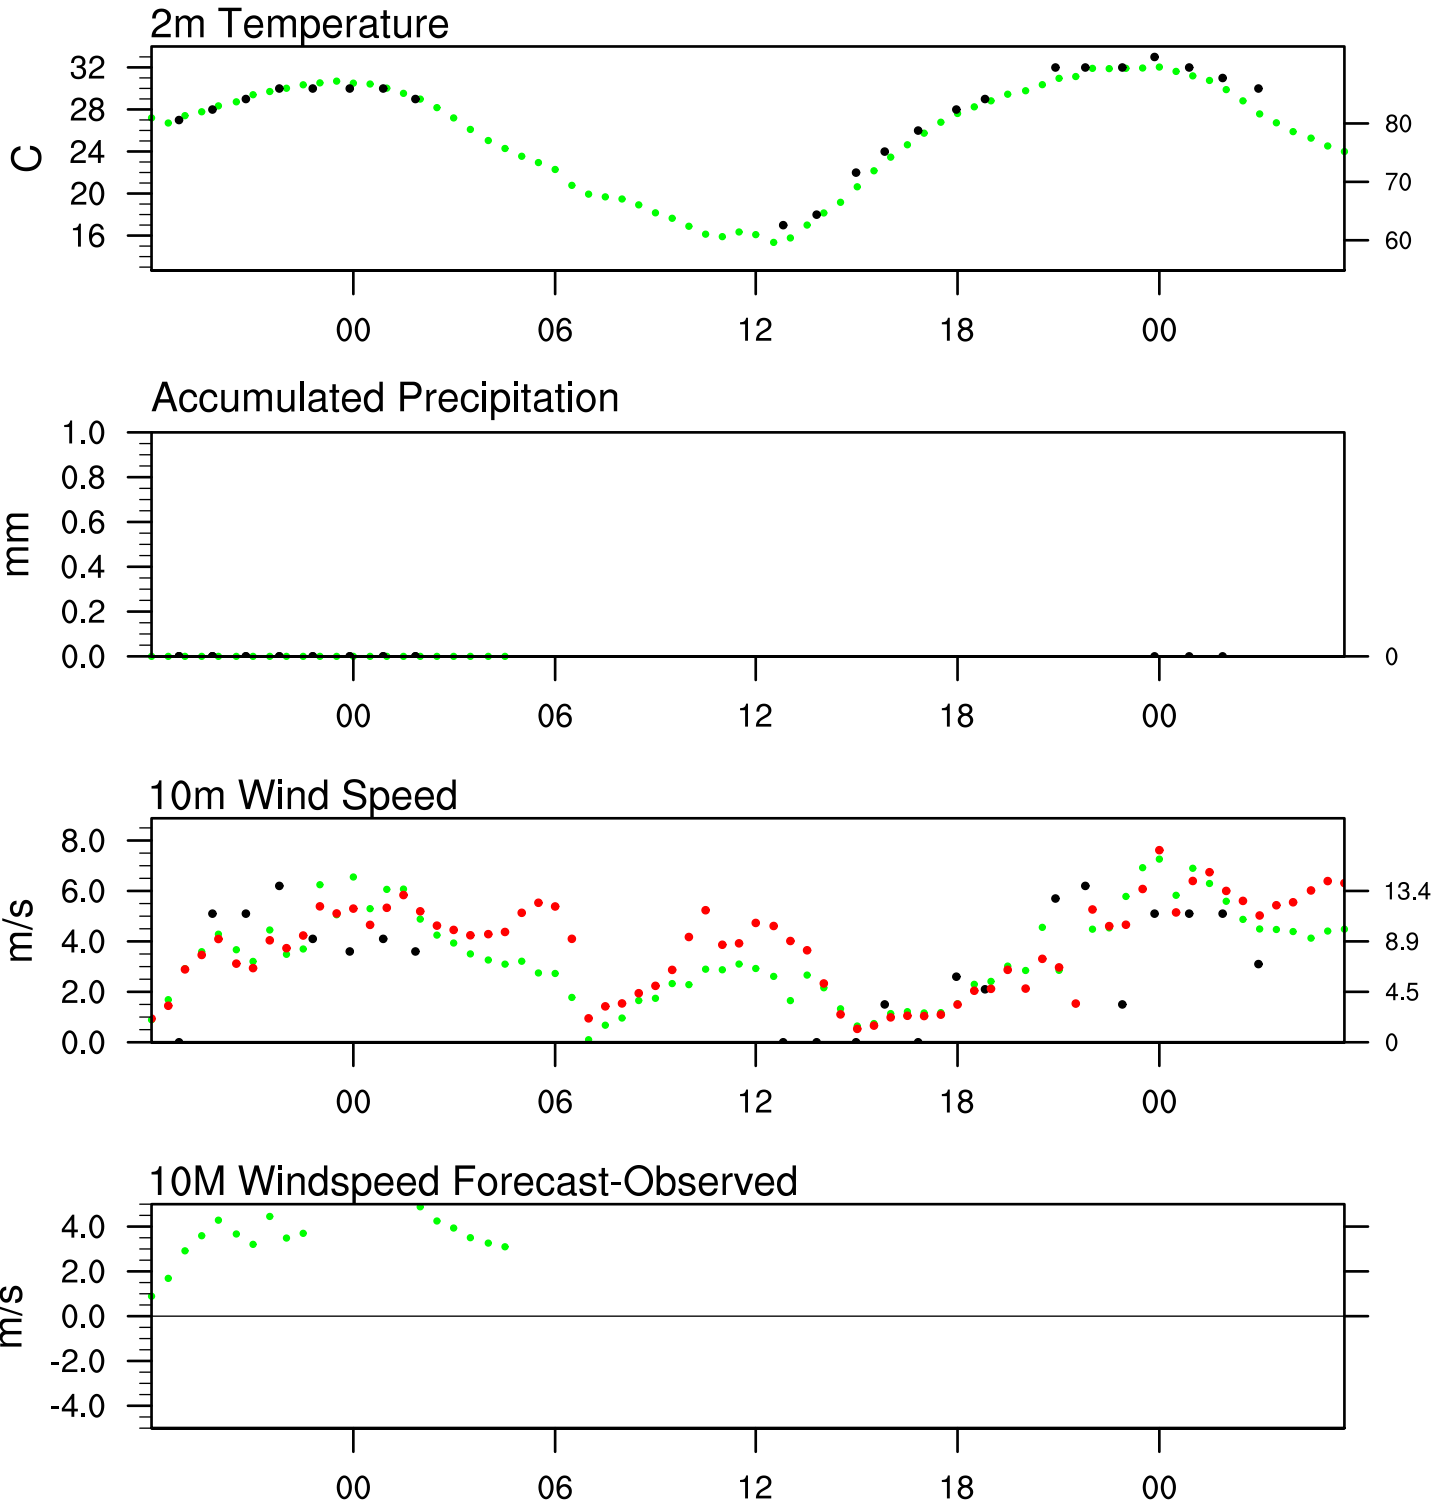 2m Temperature
32
28
24
20
16
C
80
70
60
00 06 12 18 00
Accumulated Precipitation
1.0
0.8
0.6
0.4
0.2
0.0
mm
0
00 06 12 18 00
10m Wind Speed
8.0
6.0
4.0
2.0
0.0
m/s
13.4
8.9
4.5
0
00 06 12 18 00
10M Windspeed Forecast-Observed
4.0
2.0
0.0
-2.0
-4.0
m/s
00 06 12 18 00